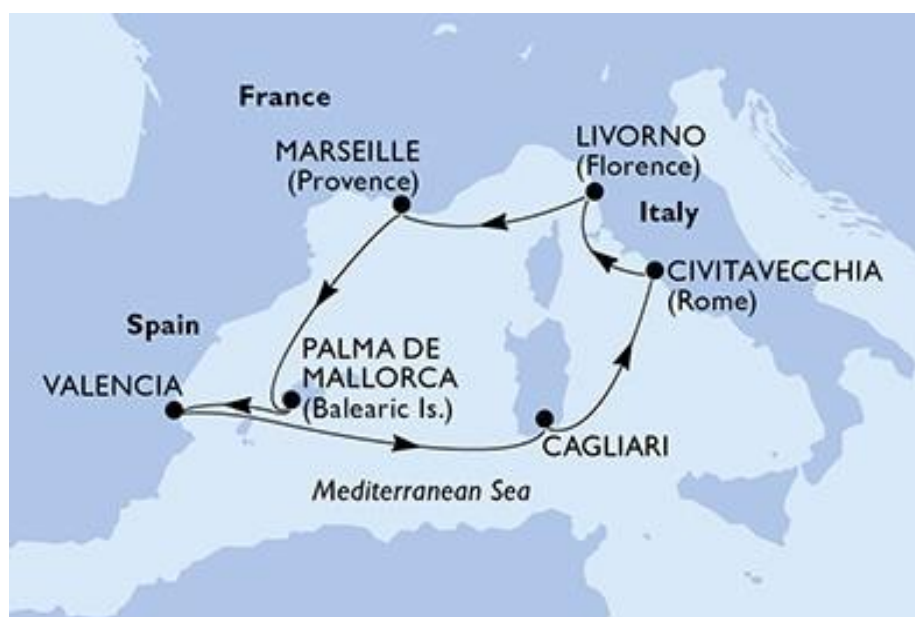 France
MARSEILLE
(Provence)
LIVORNO
(Florence)
Italy
CIVITAVECCHIA
(Rome)
Spain
PALMA DE
MALLORCA
(Balearic Is.)
VALENCIA
CAGLIARI
Mediterranean Sea